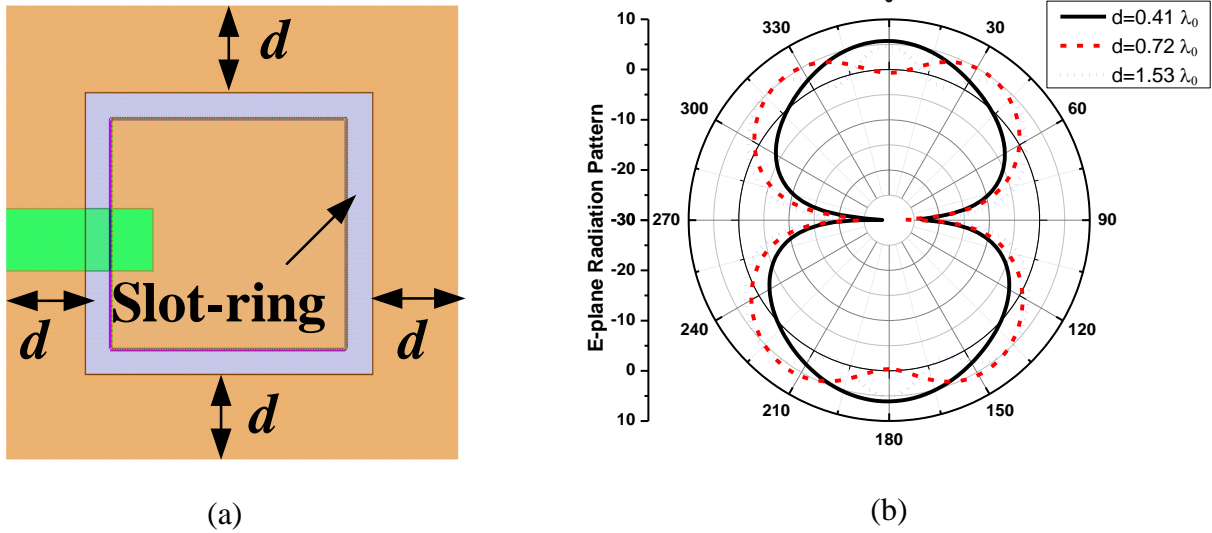 d
d
d
d
Slot-ring
(a)
E-plane Radiation Pattern
10
0
-10
-20
-30
-20
-10
0
10
0
30
60
90
120
150
180
210
240
270
300
330
d=0.41 λ0
d=0.72 λ0
d=1.53 λ0
(b)